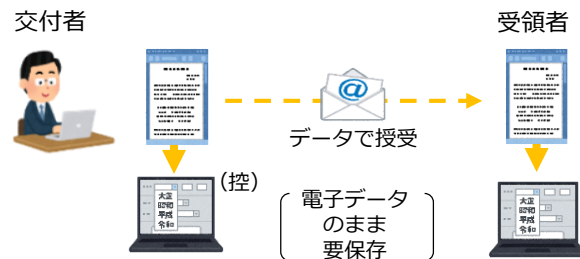 交付者
受領者
@
データで授受
(控)
大正
昭和
平成
令和
電子データ
のまま
要保存
大正
昭和
平成
令和